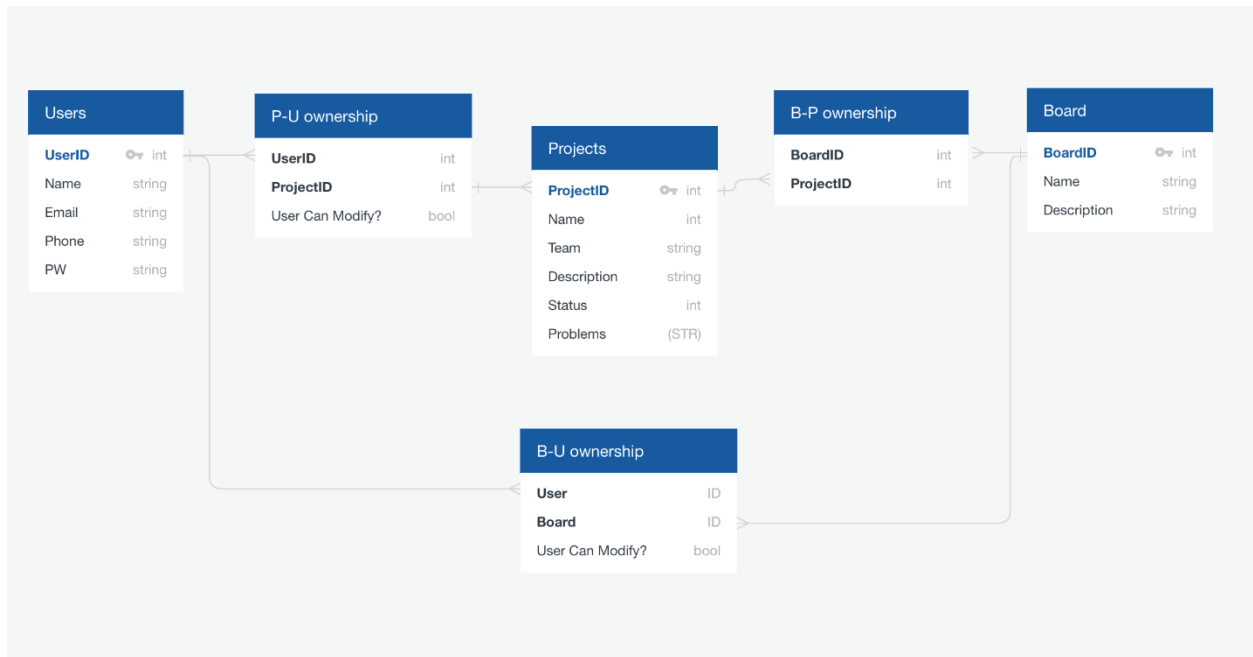 Users
UserID int
Name string
Email string
Phone string
PW string
P-U ownership
UserID int
ProjectID int
User Can Modify? bool
Projects
ProjectID int
Name int
Team string
Description string
Status int
Problems (STR)
B-P ownership
BoardID int
ProjectID int
Board
BoardID int
Name string
Description string
B-U ownership
User ID
Board ID
User Can Modify? bool